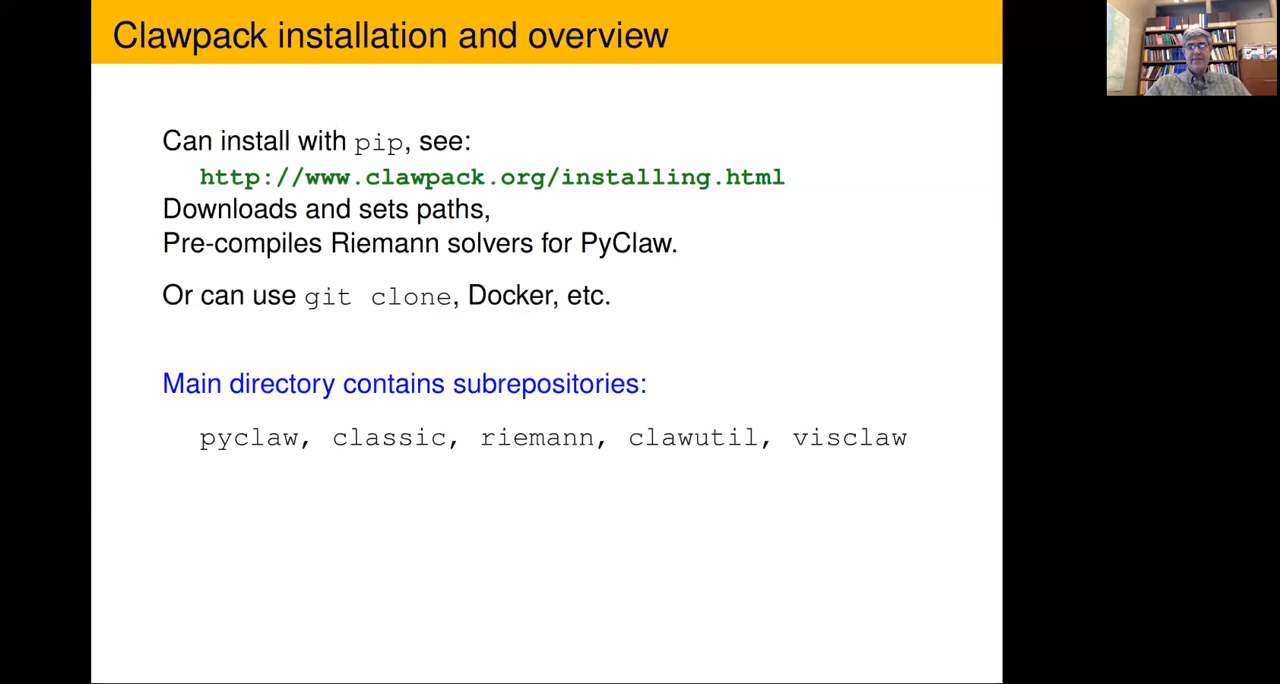 Clawpack installation and overview
Can install with pip, see:
http://www.clawpack.org/installing.html
Downloads and sets paths,
Pre-compiles Riemann solvers for PyClaw.
Or can use git clone, Docker, etc.
Main directory contains subrepositories:
pyclaw, classic, riemann, clawutil, visclaw